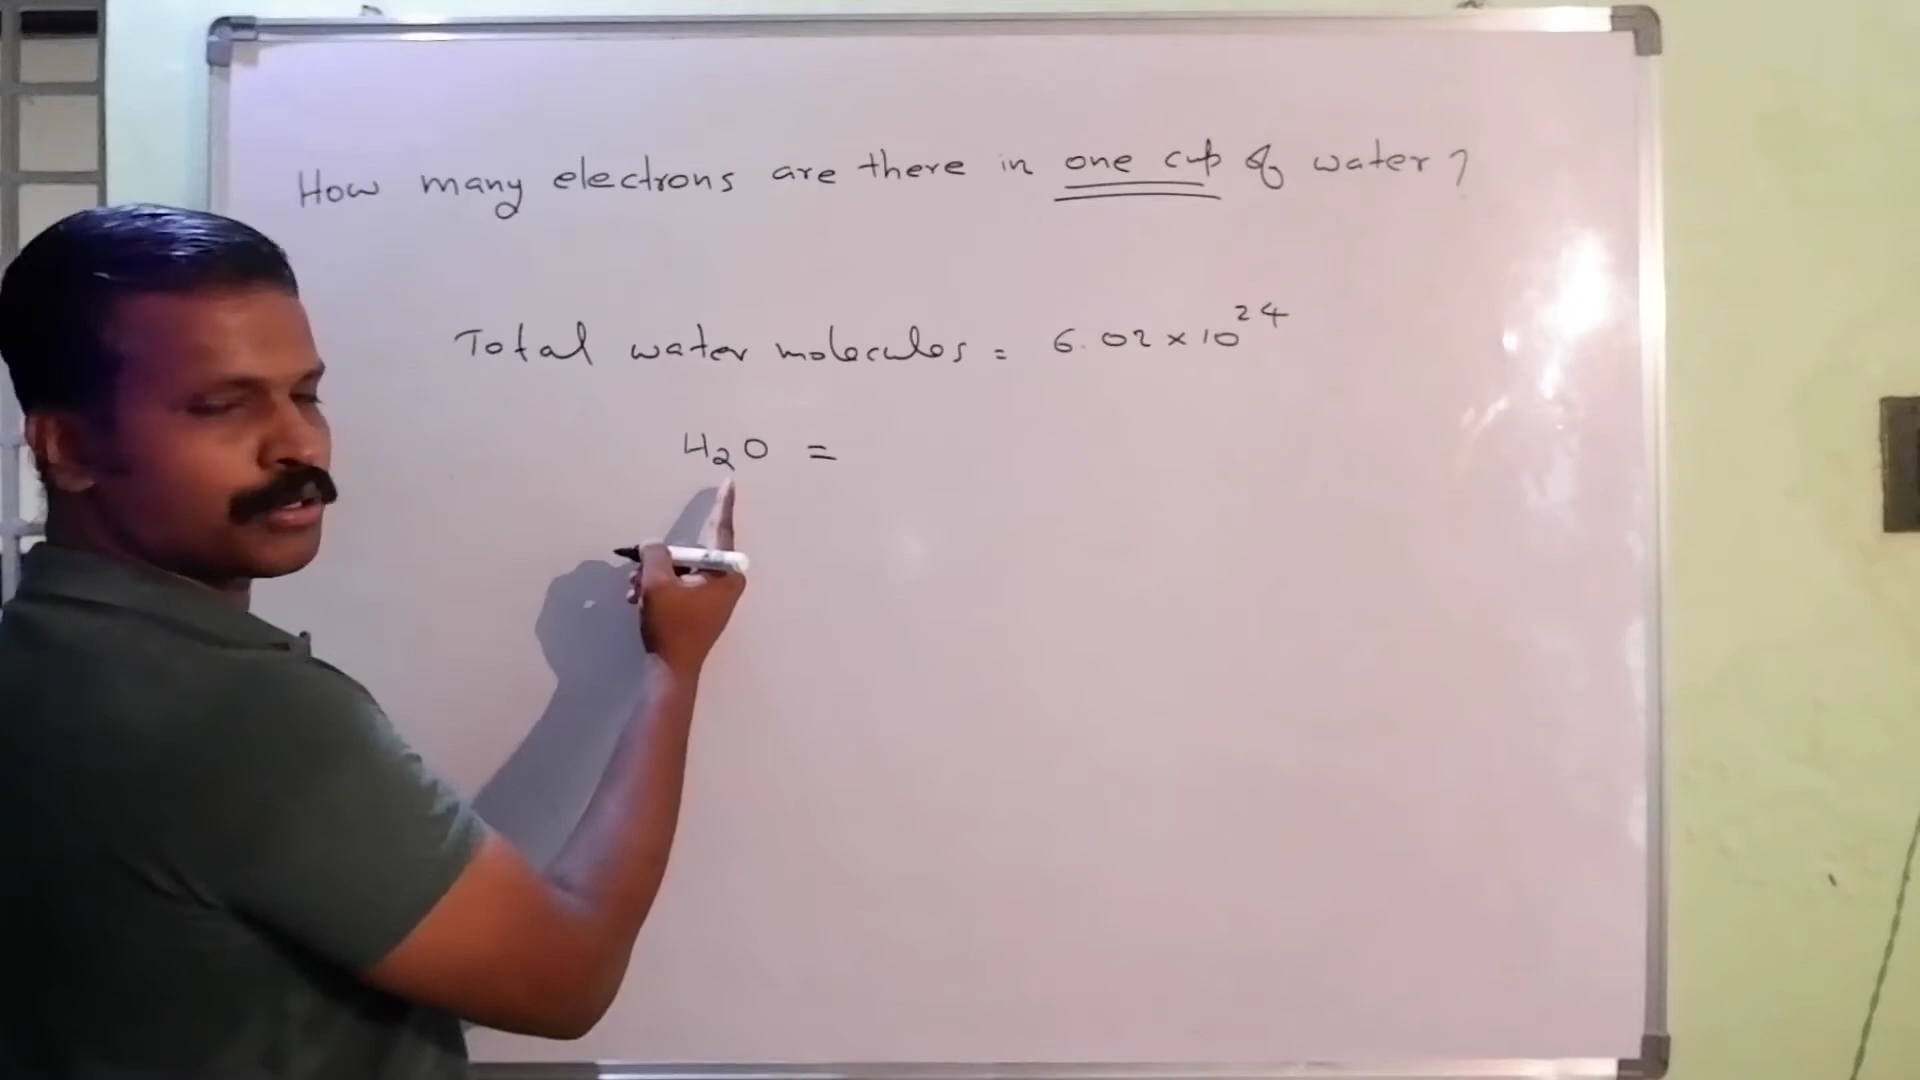 How many electrons are there in one cup of water?
Total water molecules = 6.02 × 10²⁴
H₂O =